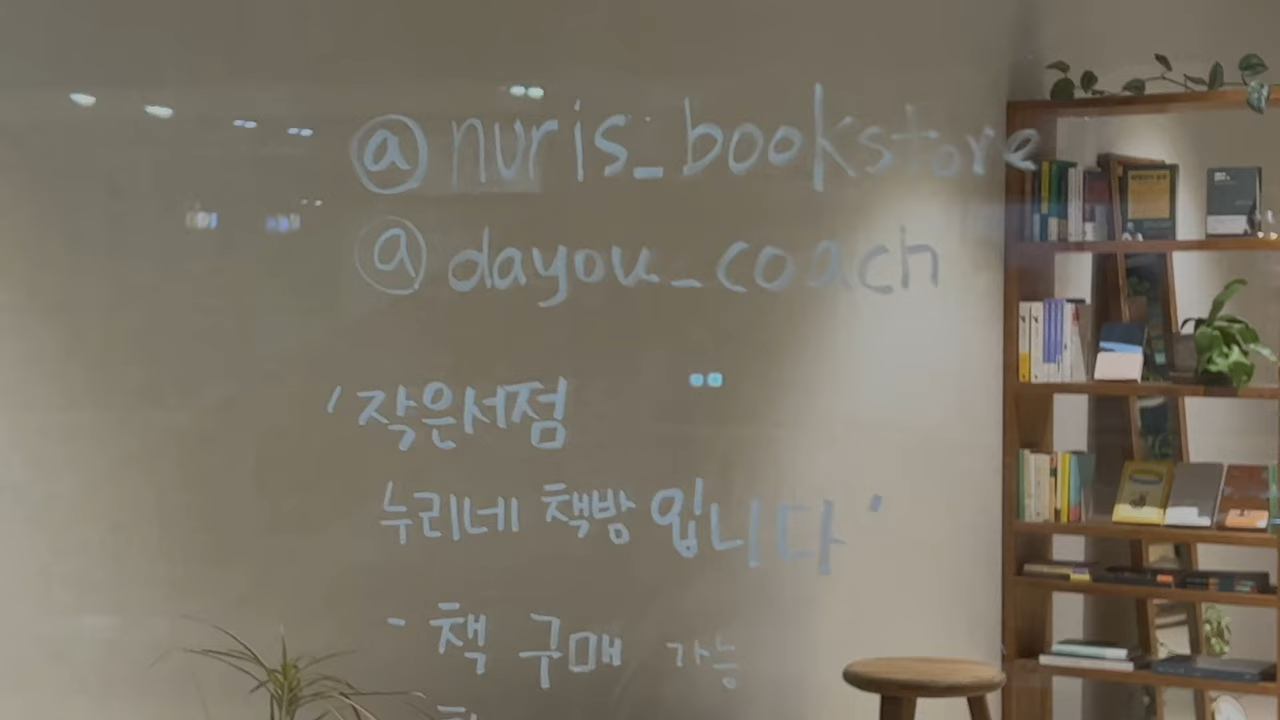 @nuris_bookstore
@dayou_coach
'작은서점
누리네 책방 입니다'
- 책 구매 가능